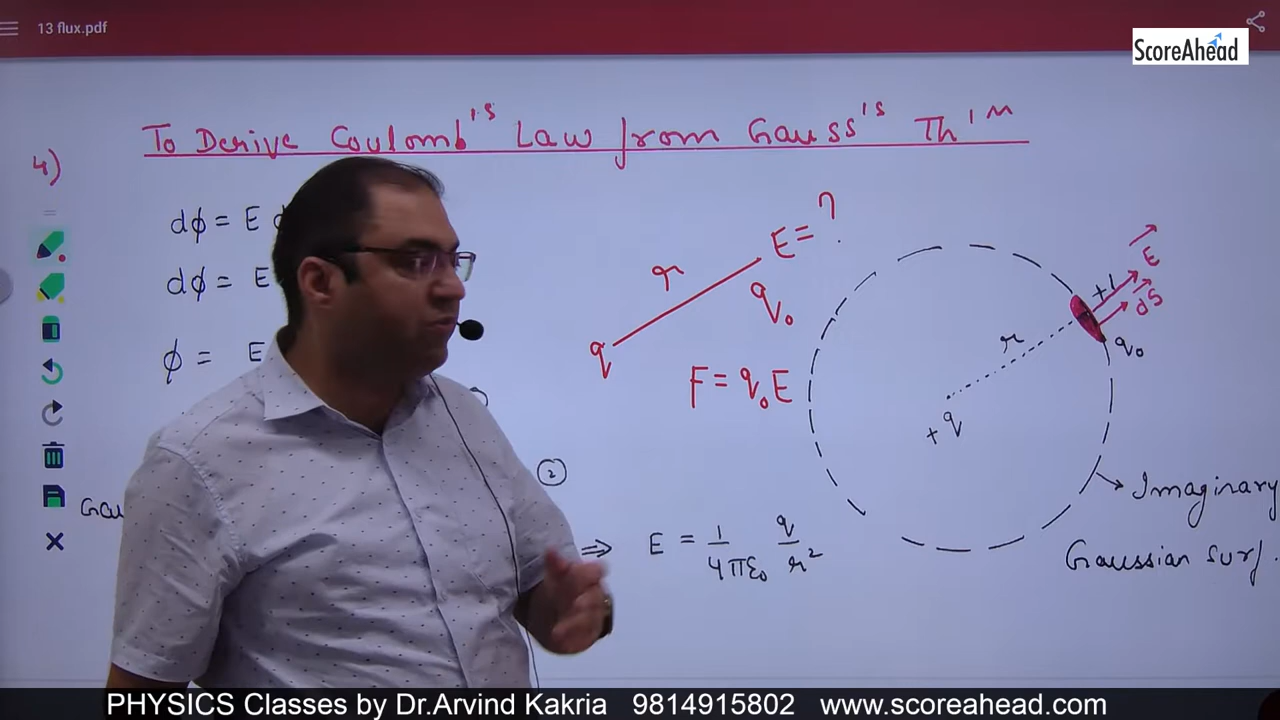 13 flux.pdf
ScoreAhead
To Derive Coulomb's Law from Gauss's Th'm
4)
dφ = E
dφ = E
φ = E
r
E = ?
q₀
q
F = q₀E
E
+1
dS
q₀
r
+q
②
Imaginary
Gaussian Surf.
⇒ E = 1/4πε₀ q/r²
PHYSICS Classes by Dr.Arvind Kakria 9814915802 www.scoreahead.com